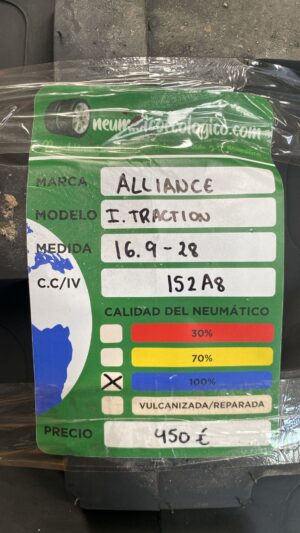 neumaticoecologico.com
MARCA ALLIANCE
MODELO I. TRACTION
MEDIDA 16.9-28
C.C/IV 152A8
CALIDAD DEL NEUMÁTICO
30%
70%
X 100%
VULCANIZADA/REPARADA
PRECIO 450 €